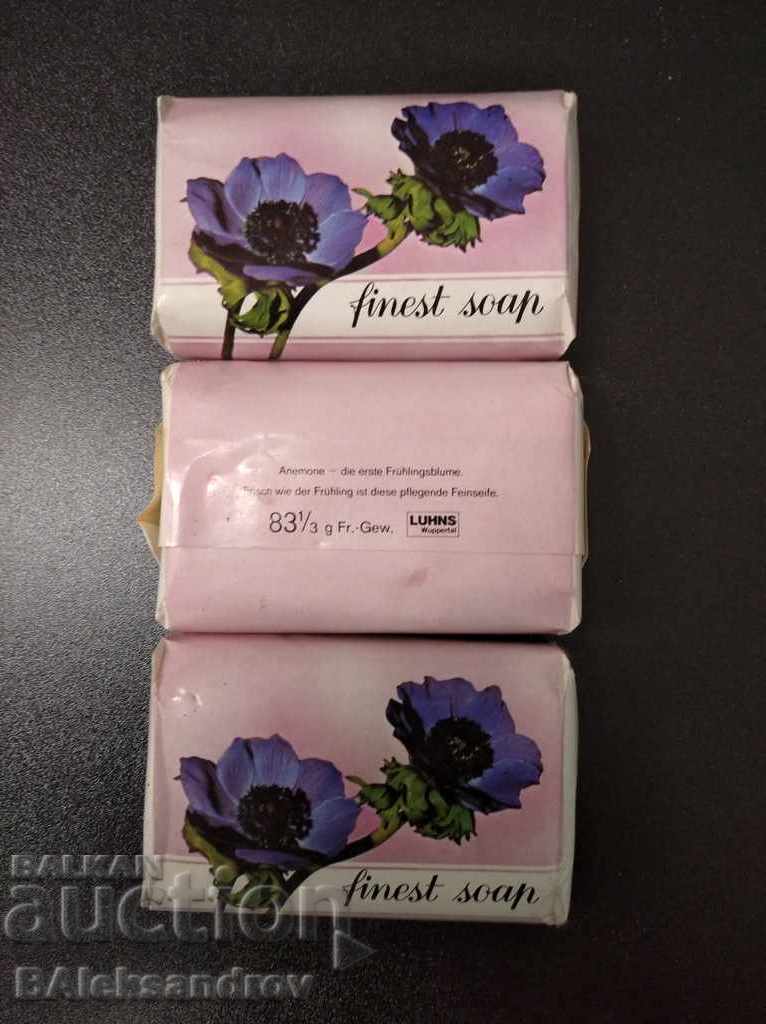 finest soap
Anemone – die erste Frühlingsblume.
Frisch wie der Frühling ist diese pflegende Feinseife.
83⅓ g Fr.-Gew. LUHNS
Wuppertal
finest soap
BALKAN
auction
BAleksandrov